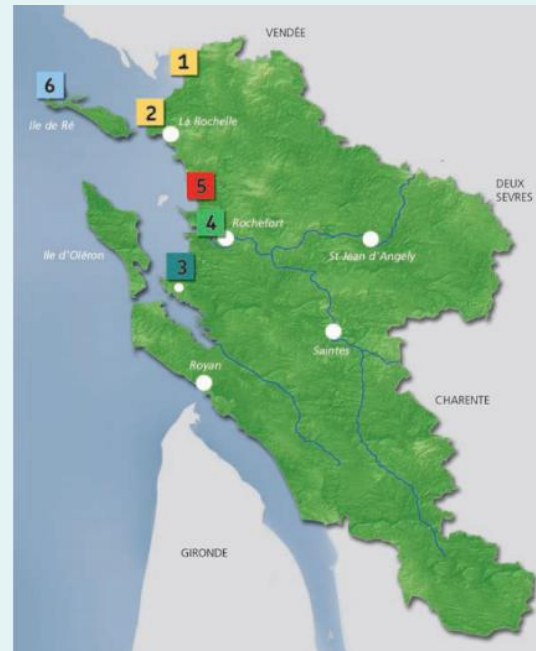 VENDÉE
1
6
2
Ile de Ré
La Rochelle
5
DEUX
SEVRES
4
Rochefort
St Jean d'Angely
Ile d'Oléron
3
Saintes
Royan
CHARENTE
GIRONDE